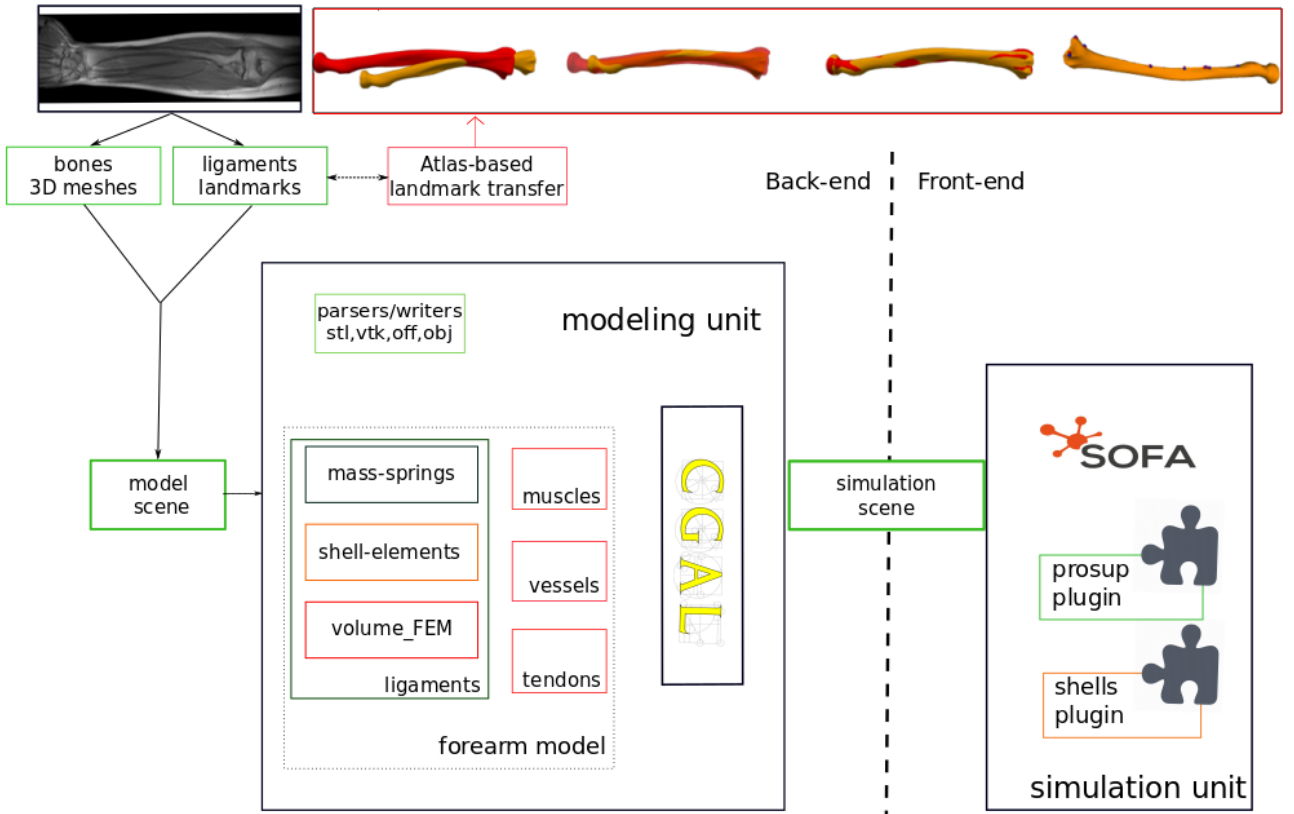 bones
3D meshes
ligaments
landmarks
Atlas-based
landmark transfer
Back-end
Front-end
parsers/writers
stl,vtk,off,obj
modeling unit
model
scene
mass-springs
shell-elements
volume_FEM
ligaments
muscles
vessels
tendons
forearm model
CGAL
simulation
scene
SOFA
prosup
plugin
shells
plugin
simulation unit